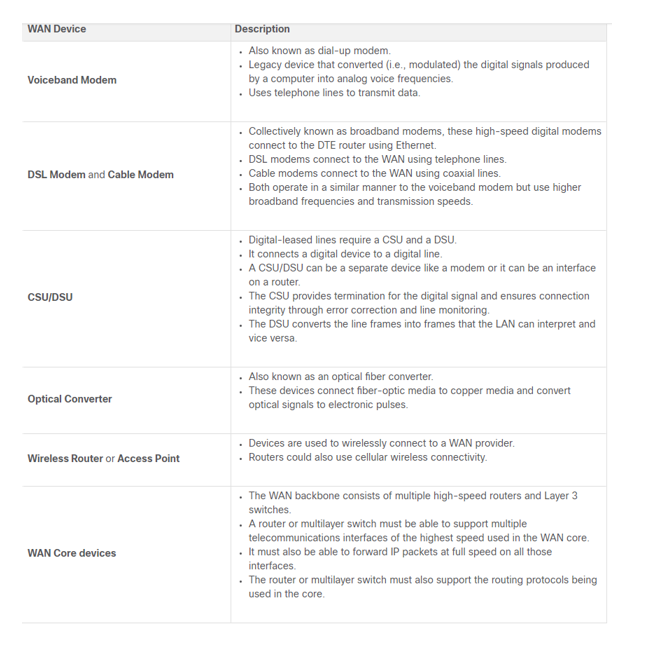 WAN Device Description
Voiceband Modem
• Also known as dial-up modem.
• Legacy device that converted (i.e., modulated) the digital signals produced
by a computer into analog voice frequencies.
• Uses telephone lines to transmit data.
DSL Modem and Cable Modem
• Collectively known as broadband modems, these high-speed digital modems
connect to the DTE router using Ethernet.
• DSL modems connect to the WAN using telephone lines.
• Cable modems connect to the WAN using coaxial lines.
• Both operate in a similar manner to the voiceband modem but use higher
broadband frequencies and transmission speeds.
CSU/DSU
• Digital-leased lines require a CSU and a DSU.
• It connects a digital device to a digital line.
• A CSU/DSU can be a separate device like a modem or it can be an interface
on a router.
• The CSU provides termination for the digital signal and ensures connection
integrity through error correction and line monitoring.
• The DSU converts the line frames into frames that the LAN can interpret and
vice versa.
Optical Converter
• Also known as an optical fiber converter.
• These devices connect fiber-optic media to copper media and convert
optical signals to electronic pulses.
Wireless Router or Access Point
• Devices are used to wirelessly connect to a WAN provider.
• Routers could also use cellular wireless connectivity.
WAN Core devices
• The WAN backbone consists of multiple high-speed routers and Layer 3
switches.
• A router or multilayer switch must be able to support multiple
telecommunications interfaces of the highest speed used in the WAN core.
• It must also be able to forward IP packets at full speed on all those
interfaces.
• The router or multilayer switch must also support the routing protocols being
used in the core.